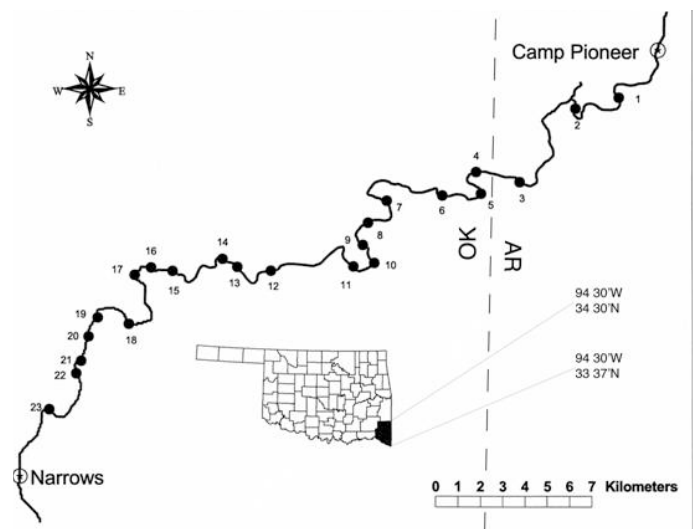 Camp Pioneer
N
W E
S
1
2
3
4
5
6
7
8
9
10
11
12
13
14
15
16
17
18
19
20
21
22
23
OK
AR
94 30'W
34 30'N
94 30'W
33 37'N
Narrows
0 1 2 3 4 5 6 7 Kilometers